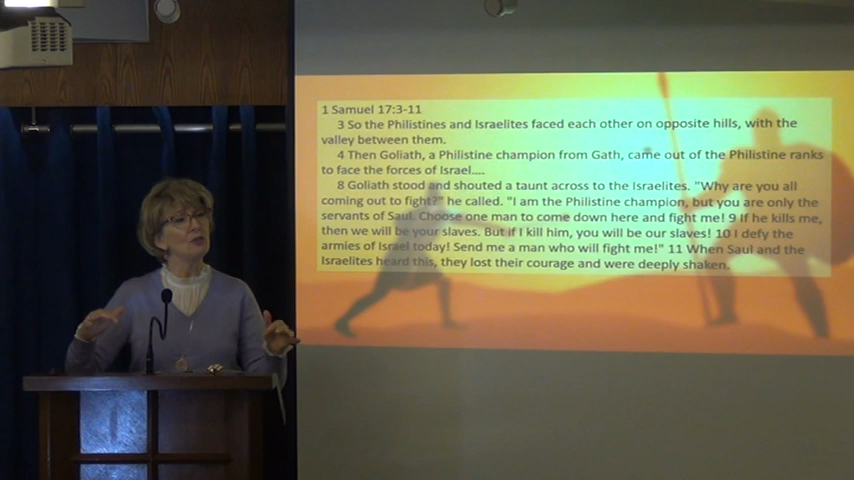 1 Samuel 17:3-11
3 So the Philistines and Israelites faced each other on opposite hills, with the
valley between them.
4 Then Goliath, a Philistine champion from Gath, came out of the Philistine ranks
to face the forces of Israel....
8 Goliath stood and shouted a taunt across to the Israelites. "Why are you all
coming out to fight?" he called. "I am the Philistine champion, but you are only the
servants of Saul. Choose one man to come down here and fight me! 9 If he kills me,
then we will be your slaves. But if I kill him, you will be our slaves! 10 I defy the
armies of Israel today! Send me a man who will fight me!" 11 When Saul and the
Israelites heard this, they lost their courage and were deeply shaken.